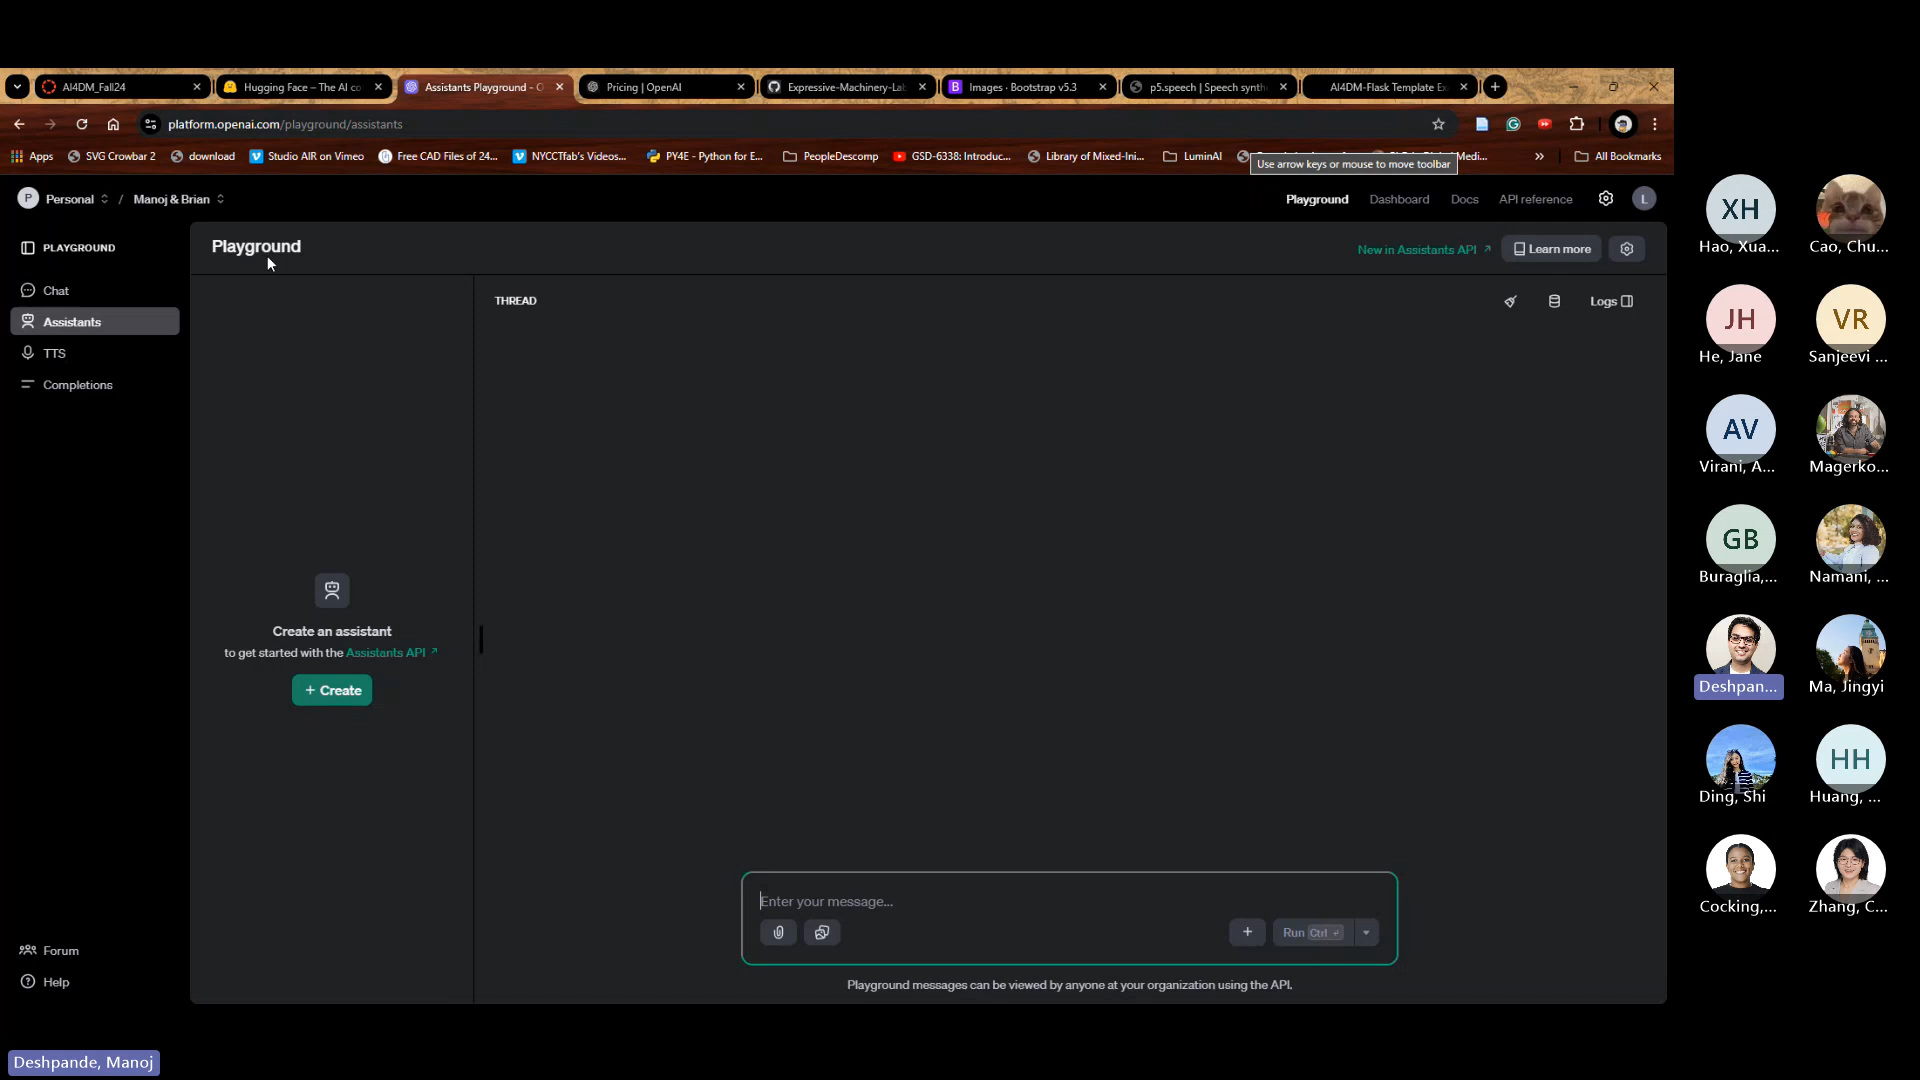 AI4DM_Fall24
Hugging Face – The AI co
Assistants Playground - O
Pricing | OpenAI
Expressive-Machinery-Lab
Images · Bootstrap v5.3
p5.speech | Speech synth
AI4DM-Flask Template Ex
platform.openai.com/playground/assistants
Apps
SVG Crowbar 2
download
Studio AIR on Vimeo
Free CAD Files of 24...
NYCCTfab's Videos...
PY4E - Python for E...
PeopleDescomp
GSD-6338: Introduc...
Library of Mixed-Ini...
LuminAI
Medi...
All Bookmarks
Use arrow keys or mouse to move toolbar
P
Personal / Manoj & Brian
Playground
Dashboard
Docs
API reference
L
PLAYGROUND
Chat
Assistants
TTS
Completions
Forum
Help
Playground
New in Assistants API
Learn more
THREAD
Logs
Create an assistant
to get started with the Assistants API
+ Create
Enter your message...
Run Ctrl
Playground messages can be viewed by anyone at your organization using the API.
XH
Hao, Xua...
Cao, Chu...
JH
He, Jane
VR
Sanjeevi ...
AV
Virani, A...
Magerko...
GB
Buraglia,...
Namani, ...
Deshpan...
Ma, Jingyi
Ding, Shi
HH
Huang, ...
Cocking,...
Zhang, C...
Deshpande, Manoj